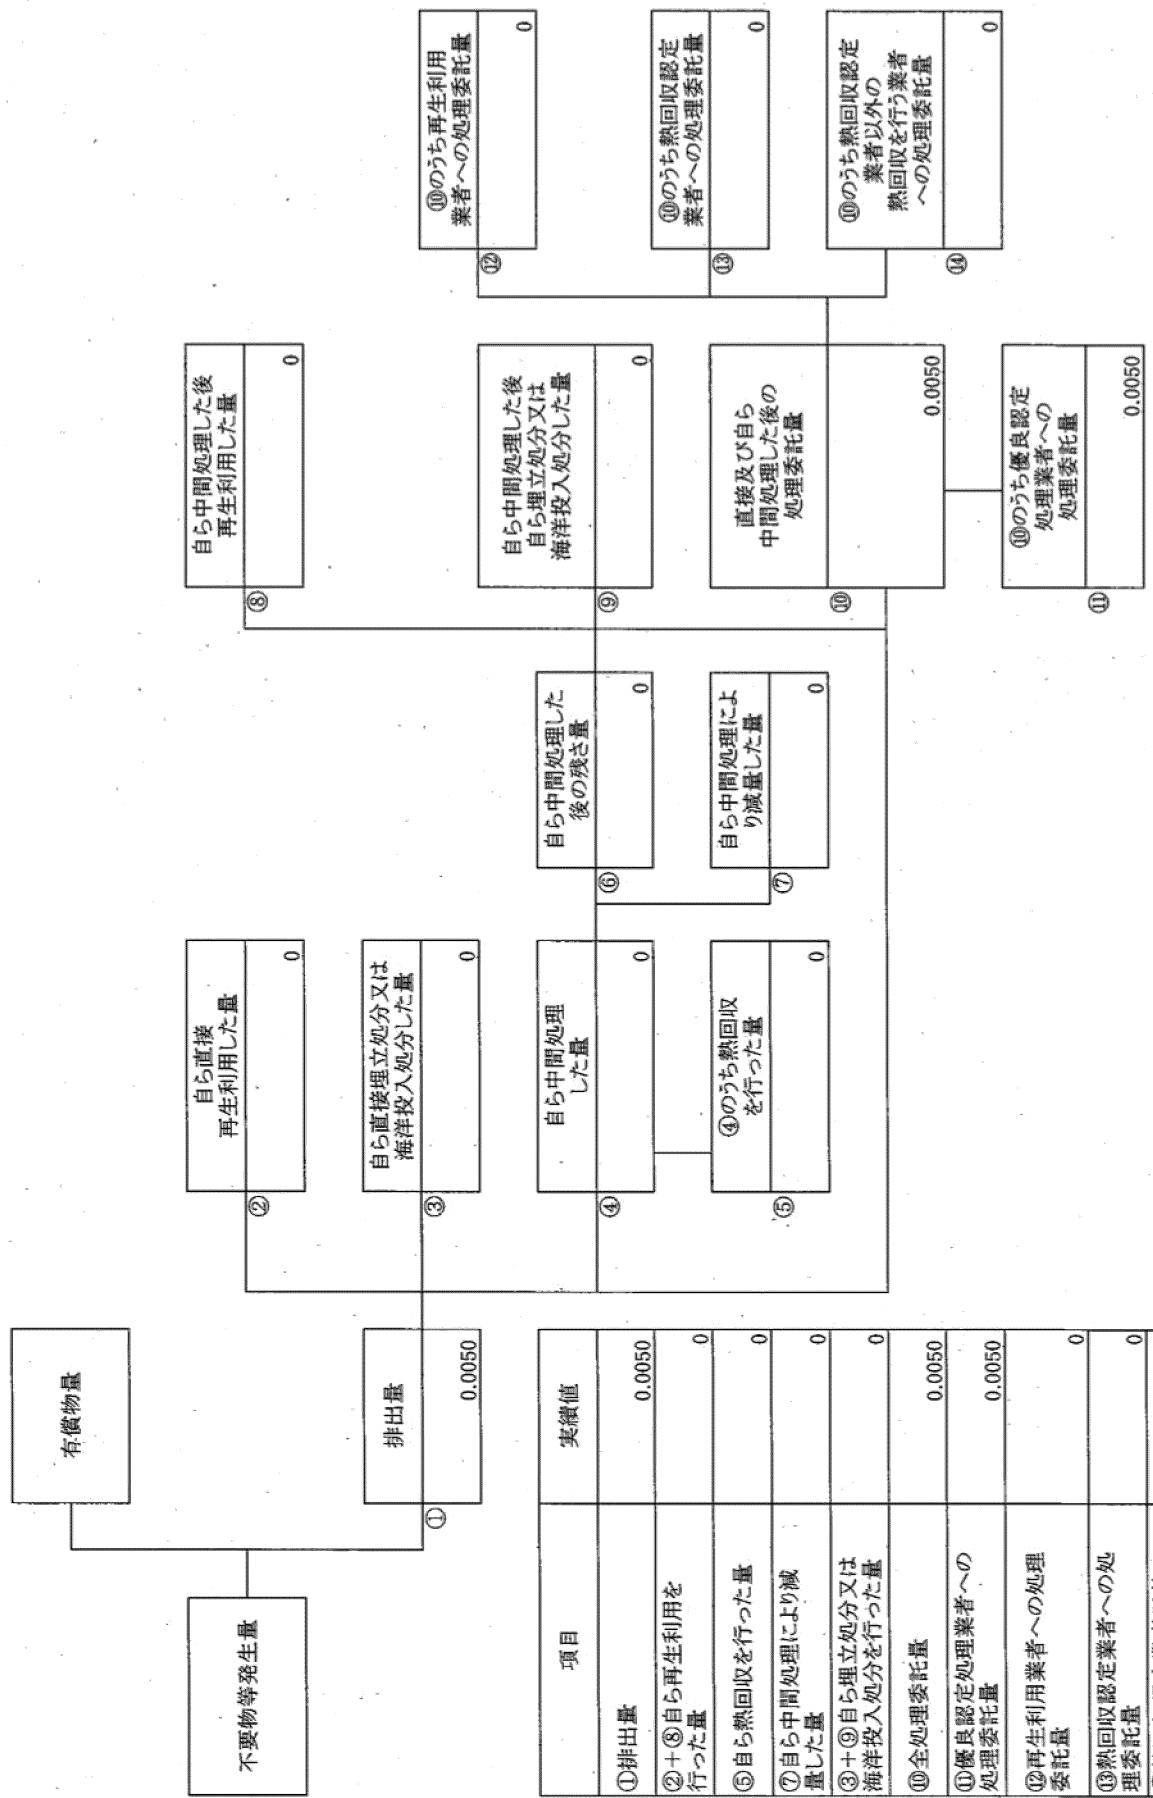 不要物等発生量
有償物量
①
排出量
0.0050
②
自ら直接
再生利用した量
0
③
自ら直接埋立処分又は
海洋投入処分した量
0
④
自ら中間処理
した量
0
⑤
④のうち熱回収
を行った量
0
⑥
自ら中間処理した
後の残さ量
0
⑦
自ら中間処理によ
り減量した量
0
⑧
自ら中間処理した後
再生利用した量
0
⑨
自ら中間処理した後
自ら埋立処分又は
海洋投入処分した量
0
⑩
直接及び自ら
中間処理した後の
処理委託量
0.0050
⑪
⑩のうち優良認定
処理業者への
処理委託量
0.0050
⑫
⑩のうち再生利用
業者への処理委託量
0
⑬
⑩のうち熱回収認定
業者への処理委託量
0
⑭
⑩のうち熱回収認定
業者以外の
熱回収を行う業者
への処理委託量
0
項目
実績値
①排出量
0.0050
②+⑧自ら再生利用を
行った量
0
⑤自ら熱回収を行った量
0
⑦自ら中間処理により減
量した量
0
③+⑨自ら埋立処分又は
海洋投入処分を行った量
0
⑩全処理委託量
0.0050
⑪優良認定処理業者への
処理委託量
0.0050
⑫再生利用業者への処理
委託量
0
⑬熱回収認定業者への処
理委託量
0